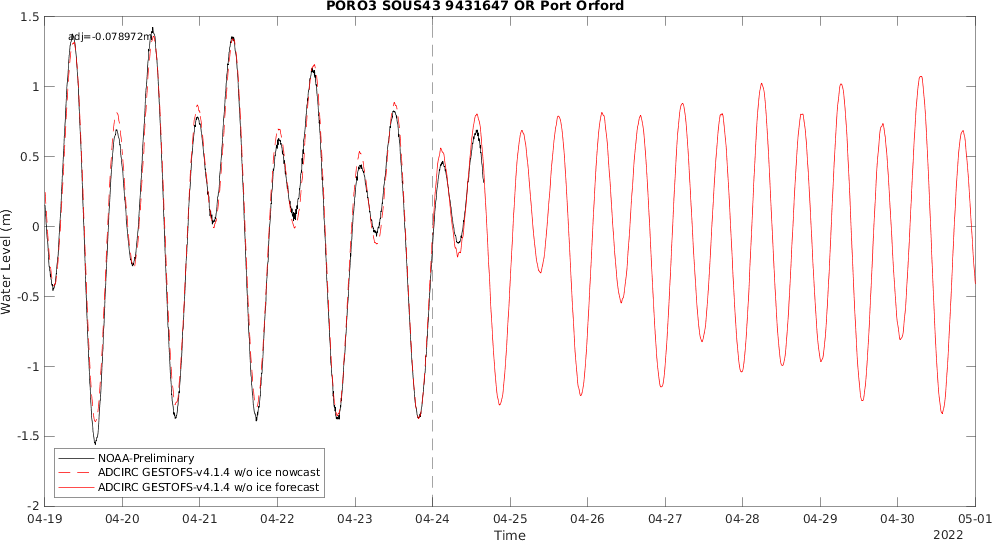 PORO3 SOUS43 9431647 OR Port Orford
adj=-0.078972m
1.5
1
0.5
0
-0.5
-1
-1.5
-2
Water Level (m)
NOAA-Preliminary
ADCIRC GESTOFS-v4.1.4 w/o ice nowcast
ADCIRC GESTOFS-v4.1.4 w/o ice forecast
04-19 04-20 04-21 04-22 04-23 04-24 04-25 04-26 04-27 04-28 04-29 04-30 05-01
Time
2022